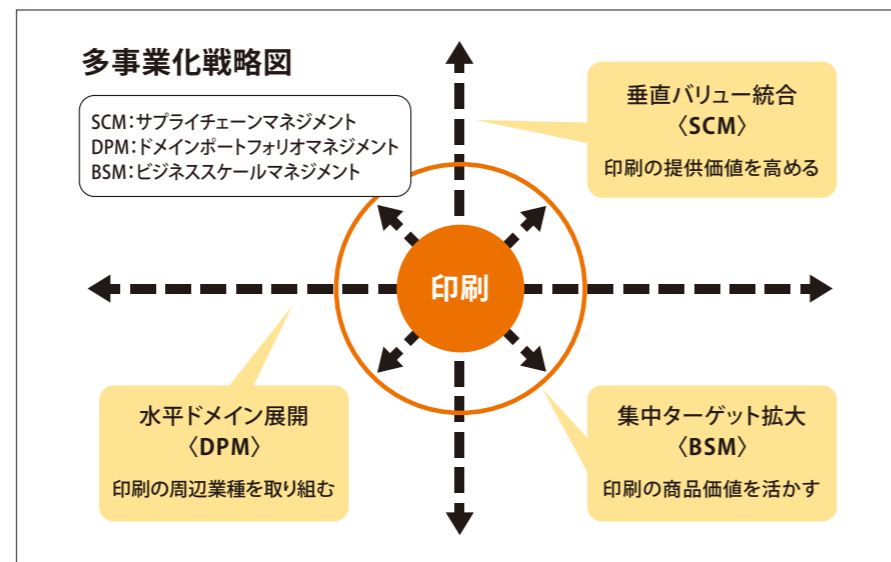 多事業化戦略図
SCM：サプライチェーンマネジメント
DPM：ドメインポートフォリオマネジメント
BSM：ビジネススケールマネジメント
垂直バリュー統合
〈SCM〉
印刷の提供価値を高める
印刷
水平ドメイン展開
〈DPM〉
印刷の周辺業種を取り組む
集中ターゲット拡大
〈BSM〉
印刷の商品価値を活かす